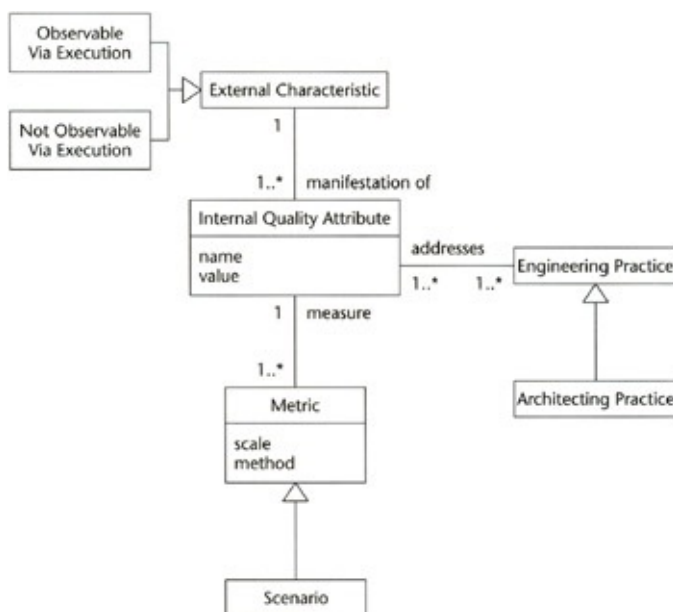 Observable
Via Execution
External Characteristic
Not Observable
Via Execution
1
1..* manifestation of
Internal Quality Attribute
name
value
addresses
1..* 1..*
Engineering Practice
1 measure
1..*
Metric
scale
method
Architecting Practice
Scenario